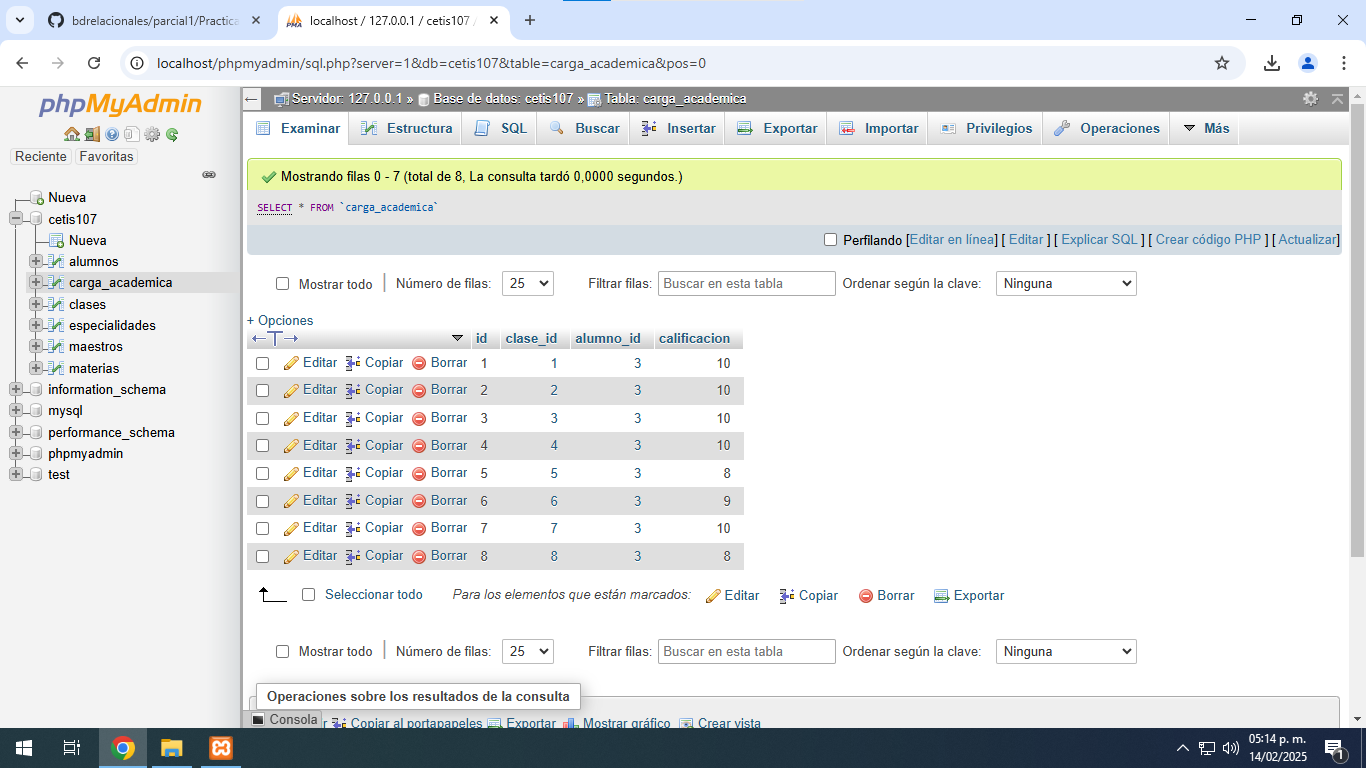 bdrelacionales/parcial1/Practica
localhost / 127.0.0.1 / cetis107 /
localhost/phpmyadmin/sql.php?server=1&db=cetis107&table=carga_academica&pos=0
phpMyAdmin
Reciente Favoritas
Nueva
cetis107
Nueva
alumnos
carga_academica
clases
especialidades
maestros
materias
information_schema
mysql
performance_schema
phpmyadmin
test
Servidor: 127.0.0.1 » Base de datos: cetis107 » Tabla: carga_academica
Examinar Estructura SQL Buscar Insertar Exportar Importar Privilegios Operaciones Más
Mostrando filas 0 - 7 (total de 8, La consulta tardó 0,0000 segundos.)
SELECT * FROM `carga_academica`
Perfilando [Editar en línea] [ Editar ] [ Explicar SQL ] [ Crear código PHP ] [ Actualizar]
Mostrar todo | Número de filas: 25 Filtrar filas: Buscar en esta tabla Ordenar según la clave: Ninguna
+ Opciones
←T→ id clase_id alumno_id calificacion
Editar Copiar Borrar 1 1 3 10
Editar Copiar Borrar 2 2 3 10
Editar Copiar Borrar 3 3 3 10
Editar Copiar Borrar 4 4 3 10
Editar Copiar Borrar 5 5 3 8
Editar Copiar Borrar 6 6 3 9
Editar Copiar Borrar 7 7 3 10
Editar Copiar Borrar 8 8 3 8
Seleccionar todo Para los elementos que están marcados: Editar Copiar Borrar Exportar
Mostrar todo | Número de filas: 25 Filtrar filas: Buscar en esta tabla Ordenar según la clave: Ninguna
Operaciones sobre los resultados de la consulta
Consola
Copiar al portapapeles Exportar Mostrar gráfico Crear vista
05:14 p. m.
14/02/2025
1